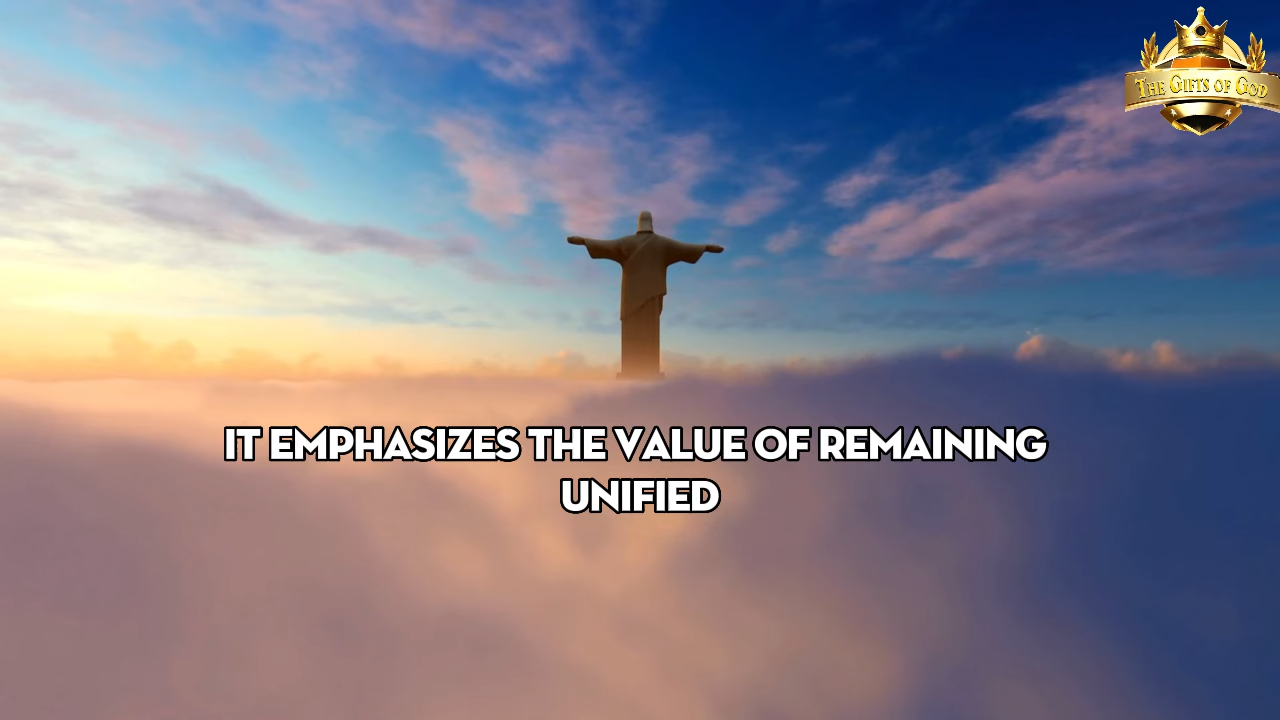 THE GIFTS OF GOD
IT EMPHASIZES THE VALUE OF REMAINING
UNIFIED